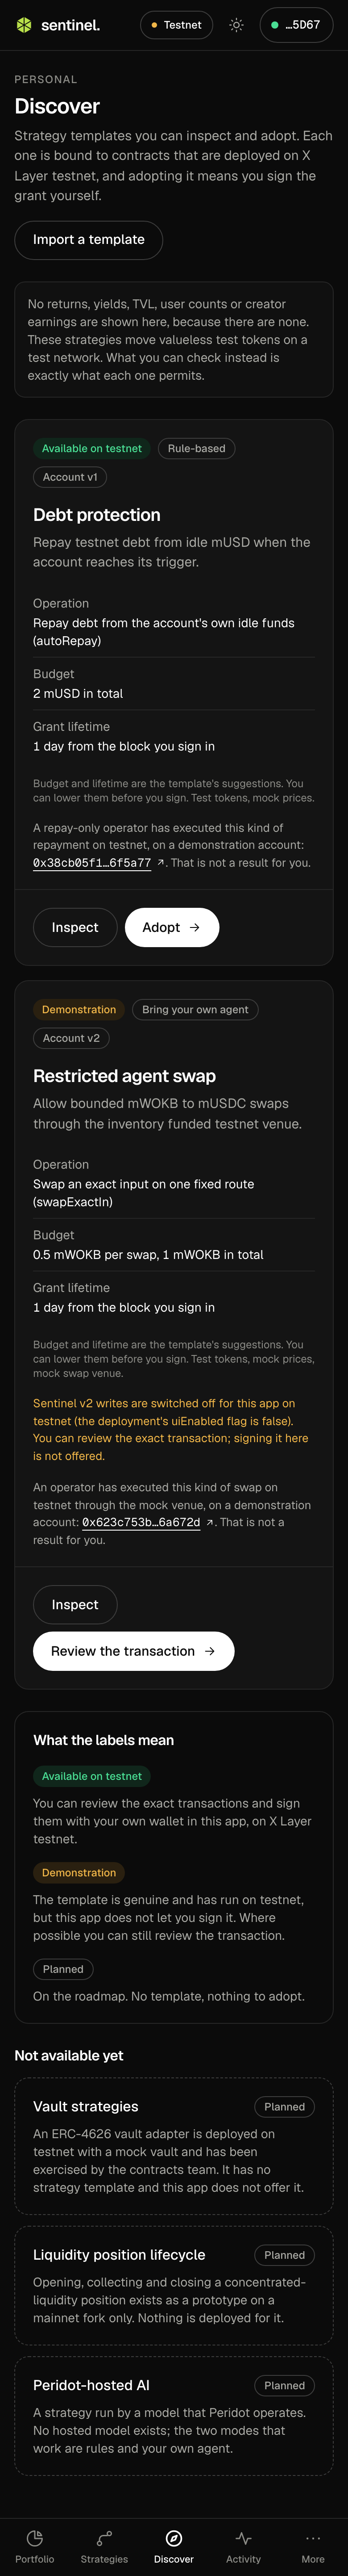 sentinel.
Testnet
…5D67
PERSONAL
Discover
Strategy templates you can inspect and adopt. Each
one is bound to contracts that are deployed on X
Layer testnet, and adopting it means you sign the
grant yourself.
Import a template
No returns, yields, TVL, user counts or creator
earnings are shown here, because there are none.
These strategies move valueless test tokens on a
test network. What you can check instead is
exactly what each one permits.
Available on testnet
Rule-based
Account v1
Debt protection
Repay testnet debt from idle mUSD when the
account reaches its trigger.
Operation
Repay debt from the account's own idle funds
(autoRepay)
Budget
2 mUSD in total
Grant lifetime
1 day from the block you sign in
Budget and lifetime are the template's suggestions. You
can lower them before you sign. Test tokens, mock prices.
A repay-only operator has executed this kind of
repayment on testnet, on a demonstration account:
0x38cb05f1…6f5a77 ↗. That is not a result for you.
Inspect
Adopt →
Demonstration
Bring your own agent
Account v2
Restricted agent swap
Allow bounded mWOKB to mUSDC swaps
through the inventory funded testnet venue.
Operation
Swap an exact input on one fixed route
(swapExactIn)
Budget
0.5 mWOKB per swap, 1 mWOKB in total
Grant lifetime
1 day from the block you sign in
Budget and lifetime are the template's suggestions. You
can lower them before you sign. Test tokens, mock prices,
mock swap venue.
Sentinel v2 writes are switched off for this app on
testnet (the deployment's uiEnabled flag is false).
You can review the exact transaction; signing it here
is not offered.
An operator has executed this kind of swap on
testnet through the mock venue, on a demonstration
account: 0x623c753b…6a672d ↗. That is not a
result for you.
Inspect
Review the transaction →
What the labels mean
Available on testnet
You can review the exact transactions and sign
them with your own wallet in this app, on X Layer
testnet.
Demonstration
The template is genuine and has run on testnet,
but this app does not let you sign it. Where
possible you can still review the transaction.
Planned
On the roadmap. No template, nothing to adopt.
Not available yet
Vault strategies
Planned
An ERC-4626 vault adapter is deployed on
testnet with a mock vault and has been
exercised by the contracts team. It has no
strategy template and this app does not offer it.
Liquidity position lifecycle
Planned
Opening, collecting and closing a concentrated-
liquidity position exists as a prototype on a
mainnet fork only. Nothing is deployed for it.
Peridot-hosted AI
Planned
A strategy run by a model that Peridot operates.
No hosted model exists; the two modes that
work are rules and your own agent.
Portfolio
Strategies
Discover
Activity
More